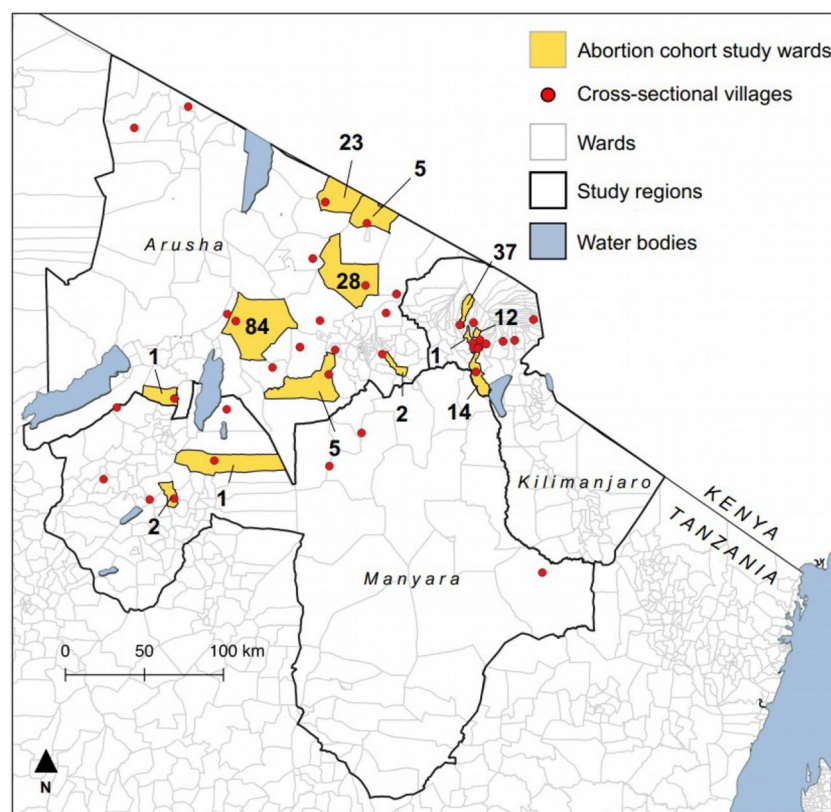 Abortion cohort study wards
Cross-sectional villages
Wards
Study regions
Water bodies
23
5
Arusha
37
28
12
84
1
1
2
14
5
1
Kilimanjaro
KENYA
TANZANIA
2
Manyara
0 50 100 km
N